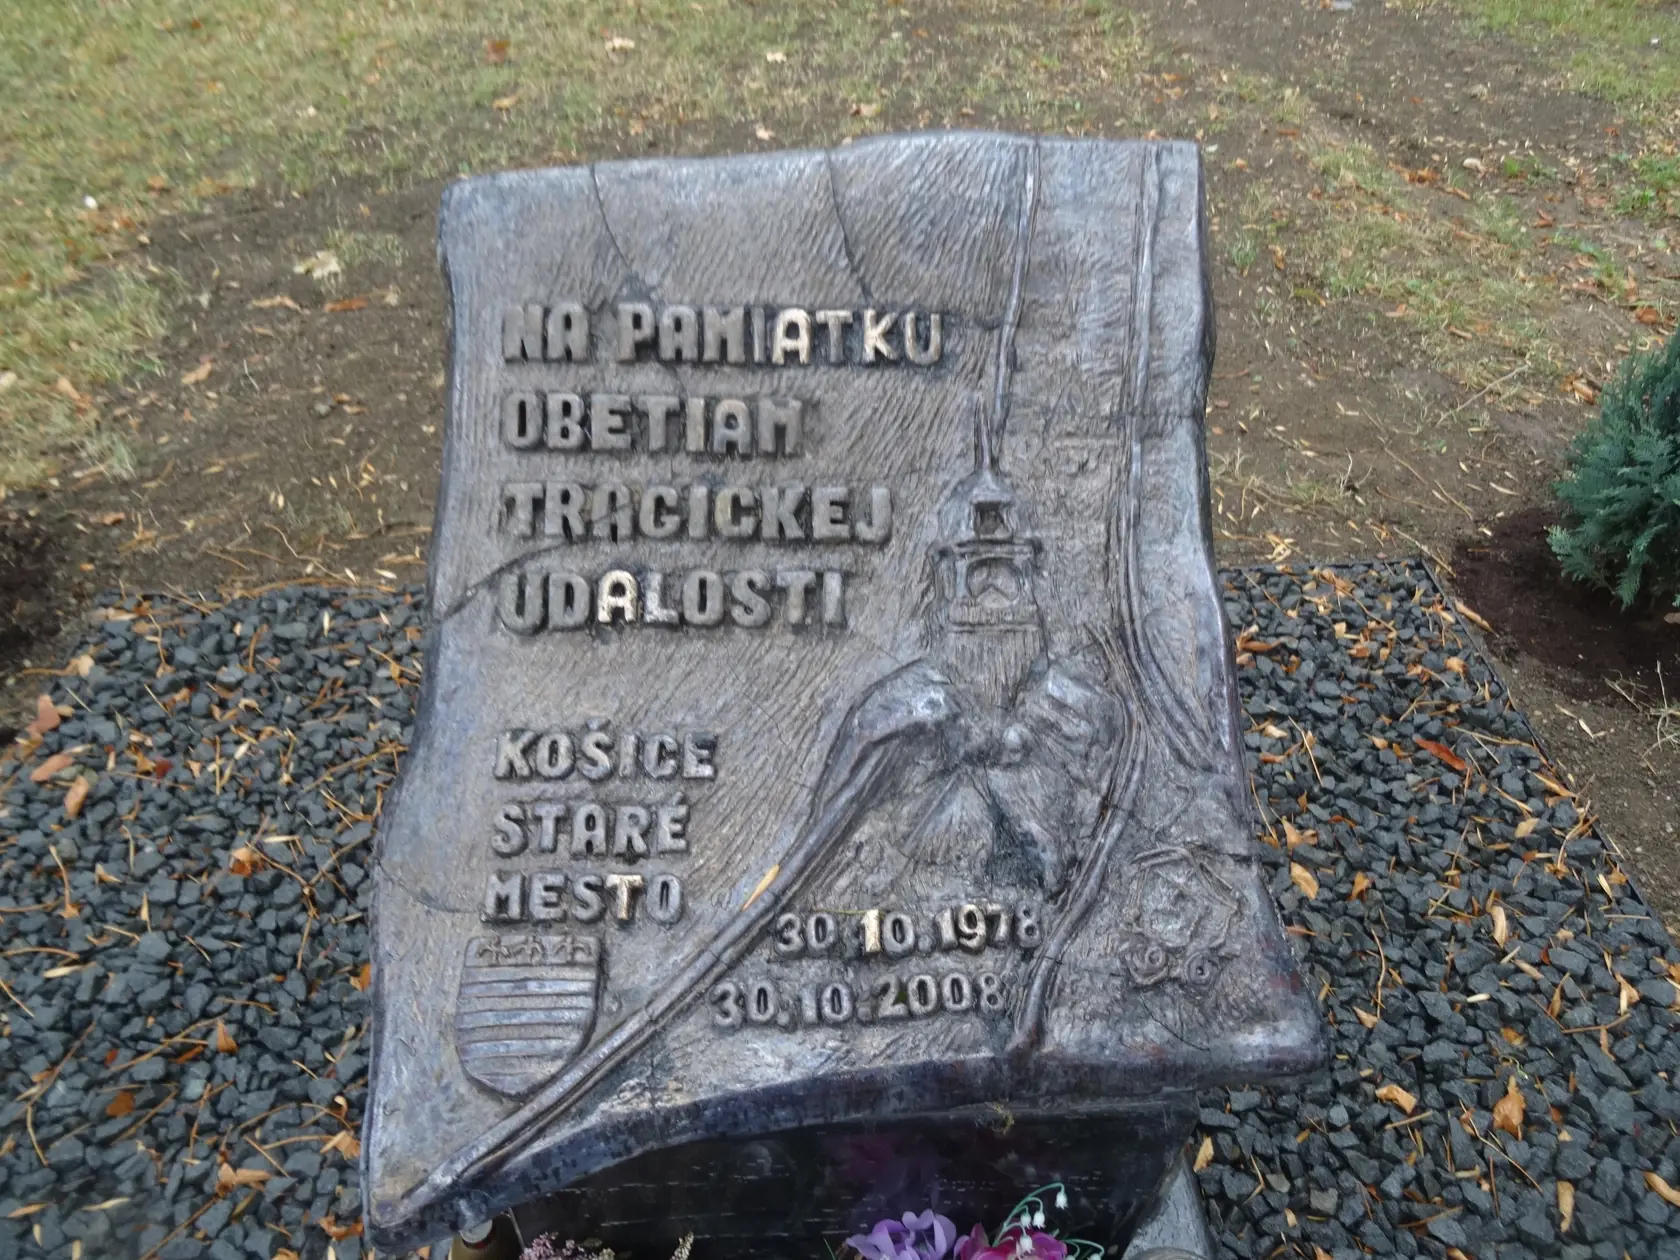 NA PAMIATKU
OBETIAM
TRAGICKEJ
UDALOSTI
KOŠICE
STARÉ
MESTO
30.10.1978
30.10.2008